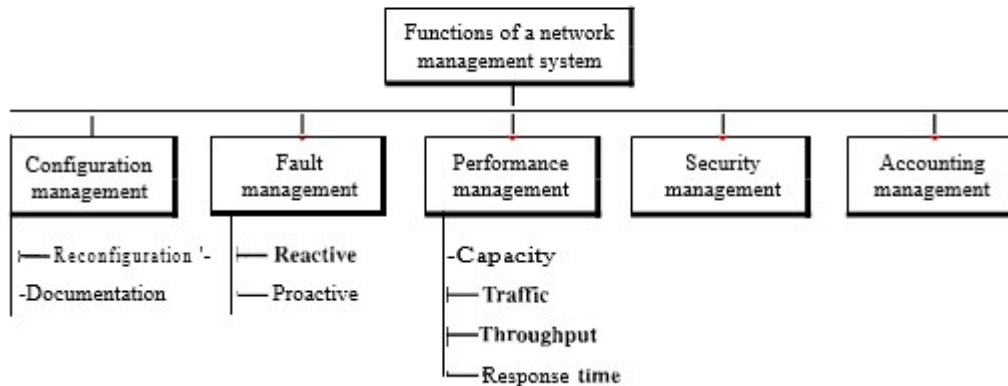 Functions of a network
management system
Configuration
management
Fault
management
Performance
management
Security
management
Accounting
management
Reconfiguration '-
-Documentation
Reactive
Proactive
-Capacity
Traffic
Throughput
Response time